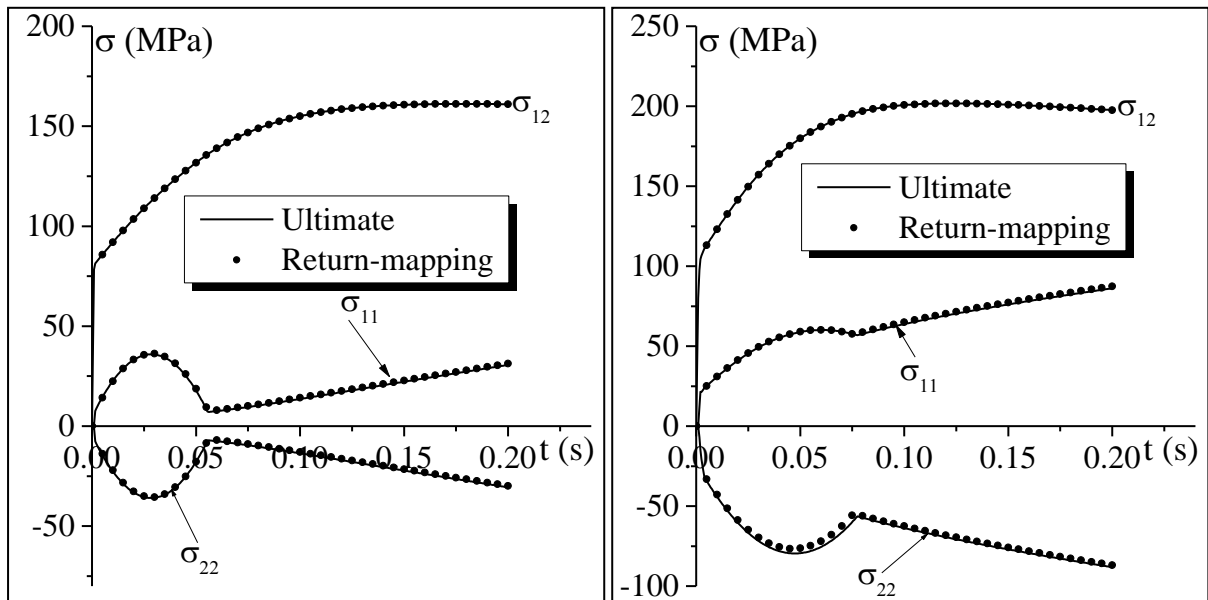 200
σ (MPa)
150
σ12
100
Ultimate
Return-mapping
σ11
50
0
0.00 0.05 0.10 0.15 0.20 t (s)
-50
σ22
250
σ (MPa)
200
σ12
150
Ultimate
Return-mapping
100
50
σ11
0
0.00 0.05 0.10 0.15 0.20 t (s)
-50
σ22
-100